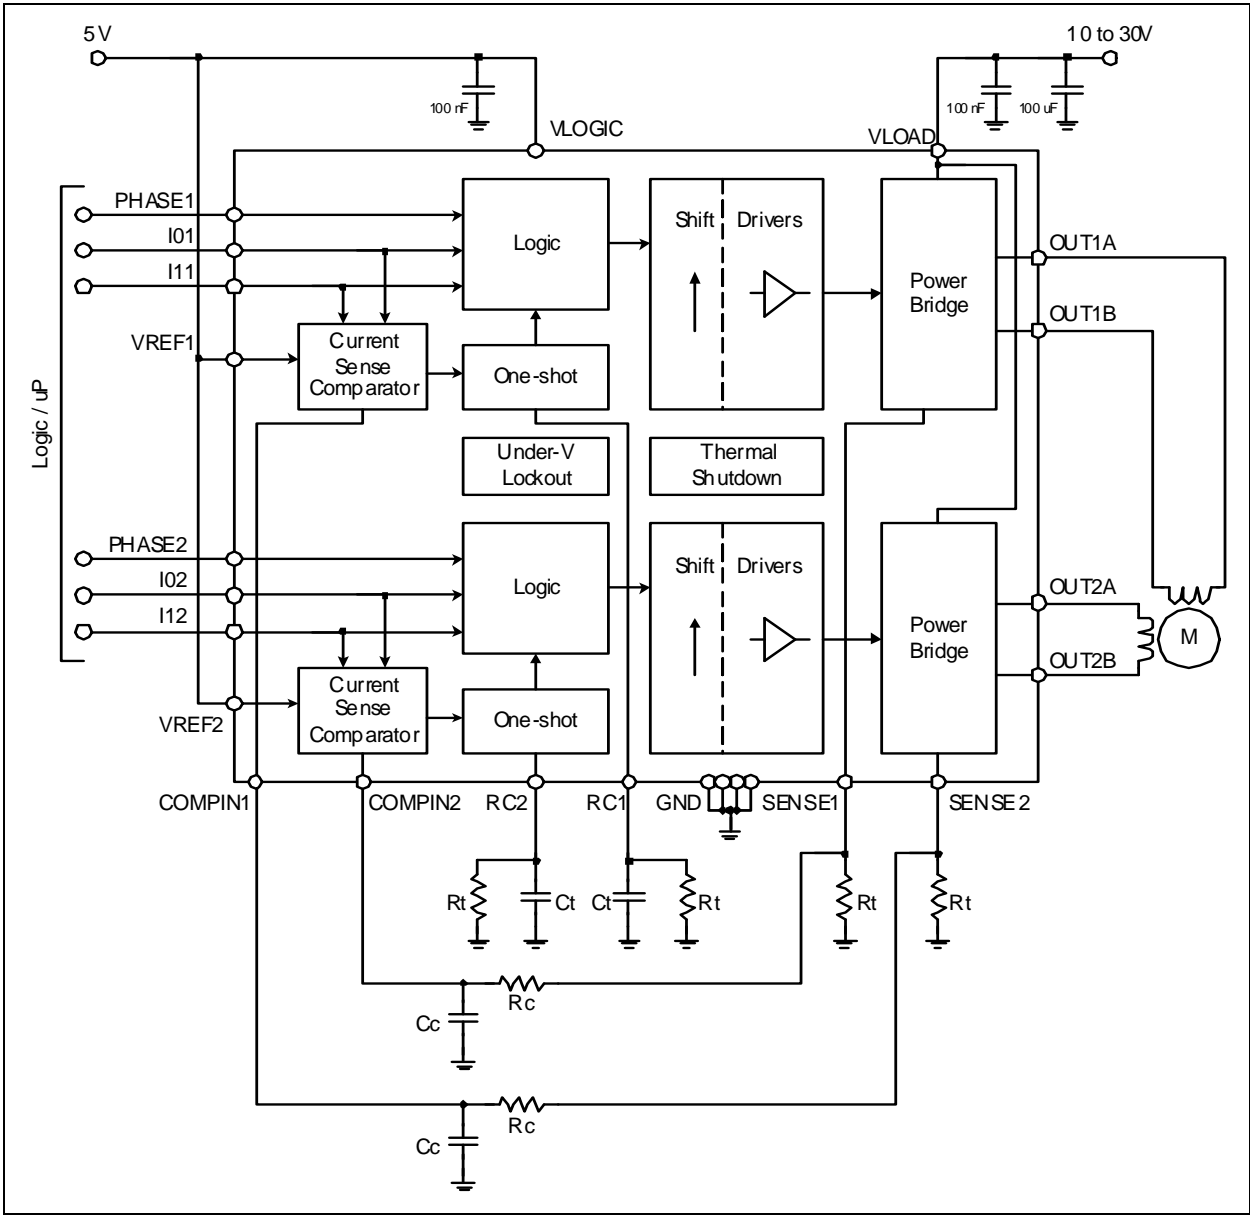 5V
10 to 30V
100 nF
100 nF
100 uF
VLOGIC
VLOAD
PHASE1
I01
I11
VREF1
Logic
Shift
Drivers
Power
Bridge
OUT1A
OUT1B
Current
Sense
Comparator
One-shot
Logic / uP
Under-V
Lockout
Thermal
Shutdown
PHASE2
I02
I12
VREF2
Logic
Shift
Drivers
Power
Bridge
OUT2A
OUT2B
M
Current
Sense
Comparator
One-shot
COMPIN1
COMPIN2
RC2
RC1
GND
SENSE1
SENSE2
Rt
Ct
Ct
Rt
Rt
Rt
Rc
Cc
Rc
Cc